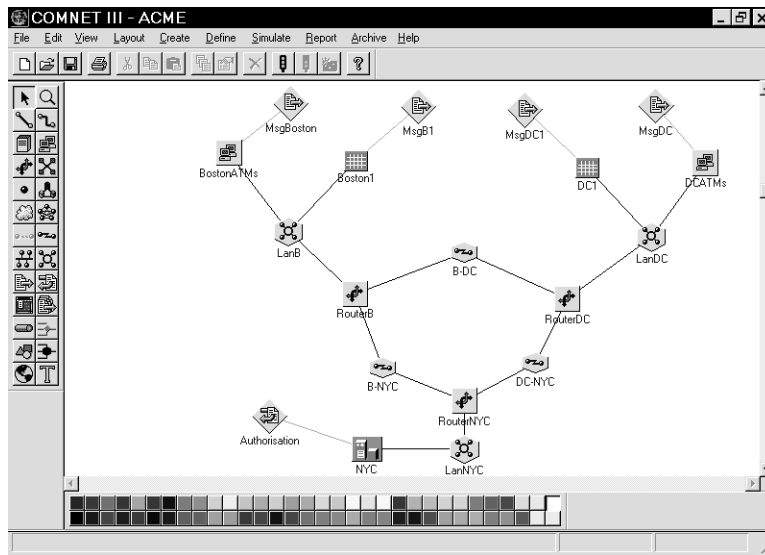 COMNET III - ACME
File Edit View Layout Create Define Simulate Report Archive Help
MsgBoston
MsgB1
MsgDC1
MsgDC
BostonATMs
Boston1
DC1
DCATMs
LanB
LanDC
B-DC
RouterB
RouterDC
B-NYC
DC-NYC
RouterNYC
Authorisation
NYC
LanNYC